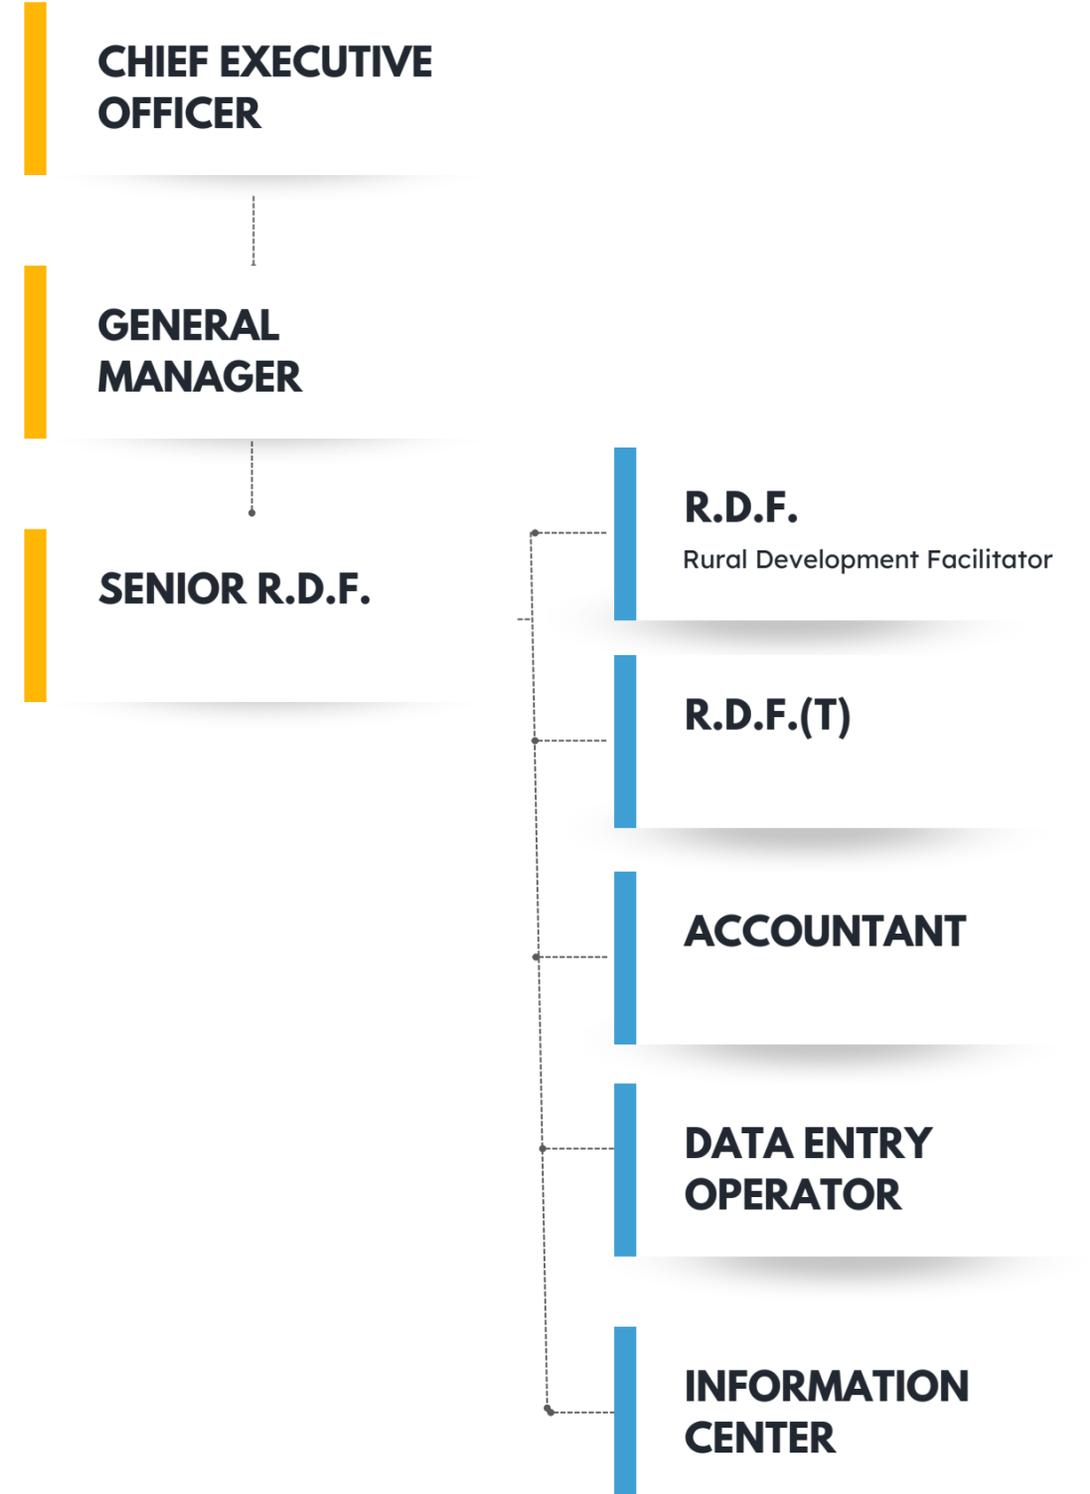 CHIEF EXECUTIVE
OFFICER
GENERAL
MANAGER
SENIOR R.D.F.
R.D.F.
Rural Development Facilitator
R.D.F.(T)
ACCOUNTANT
DATA ENTRY
OPERATOR
INFORMATION
CENTER